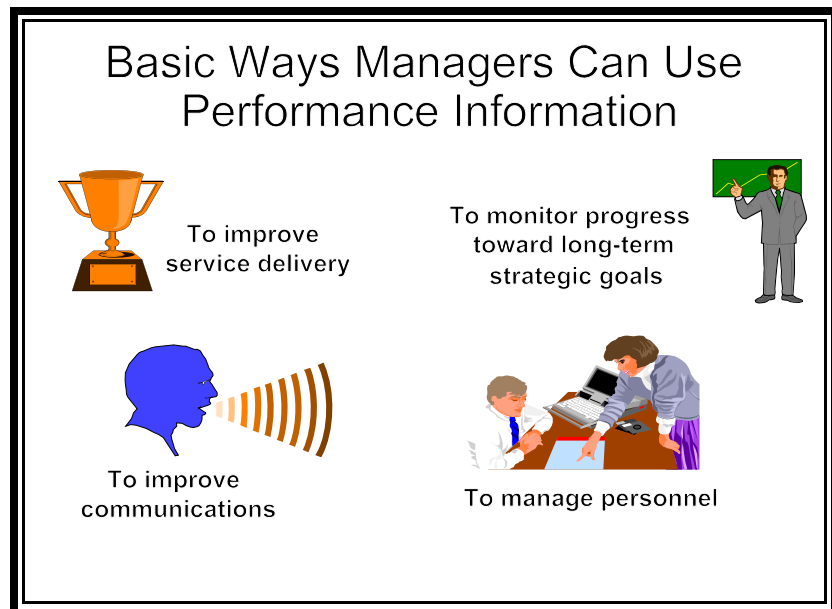 Basic Ways Managers Can Use
Performance Information
To improve
service delivery
To monitor progress
toward long-term
strategic goals
To improve
communications
To manage personnel